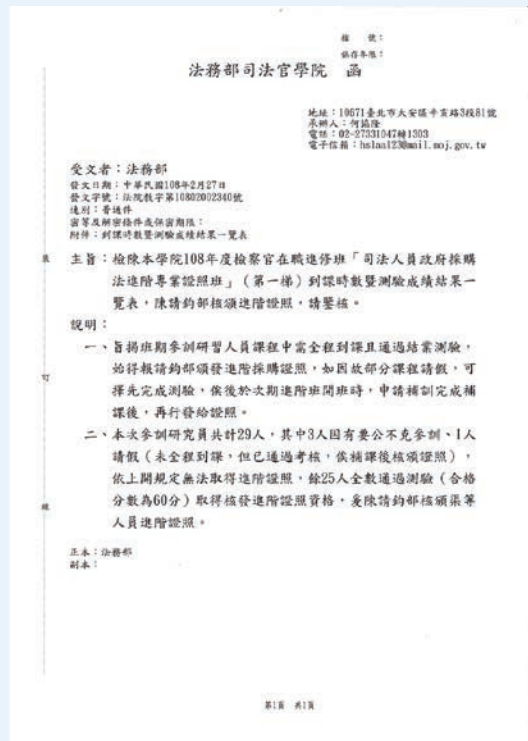 檔　　號：
保存年限：
法務部司法官學院　函
地址：10671臺北市大安區辛亥路3段81號
承辦人：何協隆
電話：02-27331047轉1303
電子信箱：hslaal23@mail.moj.gov.tw
受文者：法務部
發文日期：中華民國108年2月27日
發文字號：法院教字第10802002340號
速別：普通件
密等及解密條件或保密期限：
附件：到課時數暨測驗成績結果一覽表
主旨：檢陳本學院108年度檢察官在職進修班「司法人員政府採購
法進階專業證照班」（第一梯）到課時數暨測驗成績結果一
覽表，陳請鈞部核頒進階證照，請鑒核。
說明：
一、旨揭班期參訓研習人員課程中需全程到課且通過結業測驗，
始得報請鈞部頒發進階採購證照，如因故部分課程請假，可
擇先完成測驗，俟後於次期進階班開班時，申請補訓完成補
課後，再行發給證照。
二、本次參訓研究員共計29人，其中3人因有要公不克參訓、1人
請假（未全程到課，但已通過考核，俟補課後核頒證照），
依上開規定無法取得進階證照，餘25人全數通過測驗（合格
分數為60分）取得核發進階證照資格，爰陳請鈞部核頒渠等
人員進階證照。
正本：法務部
副本：
裝
訂
線
第1頁　共1頁